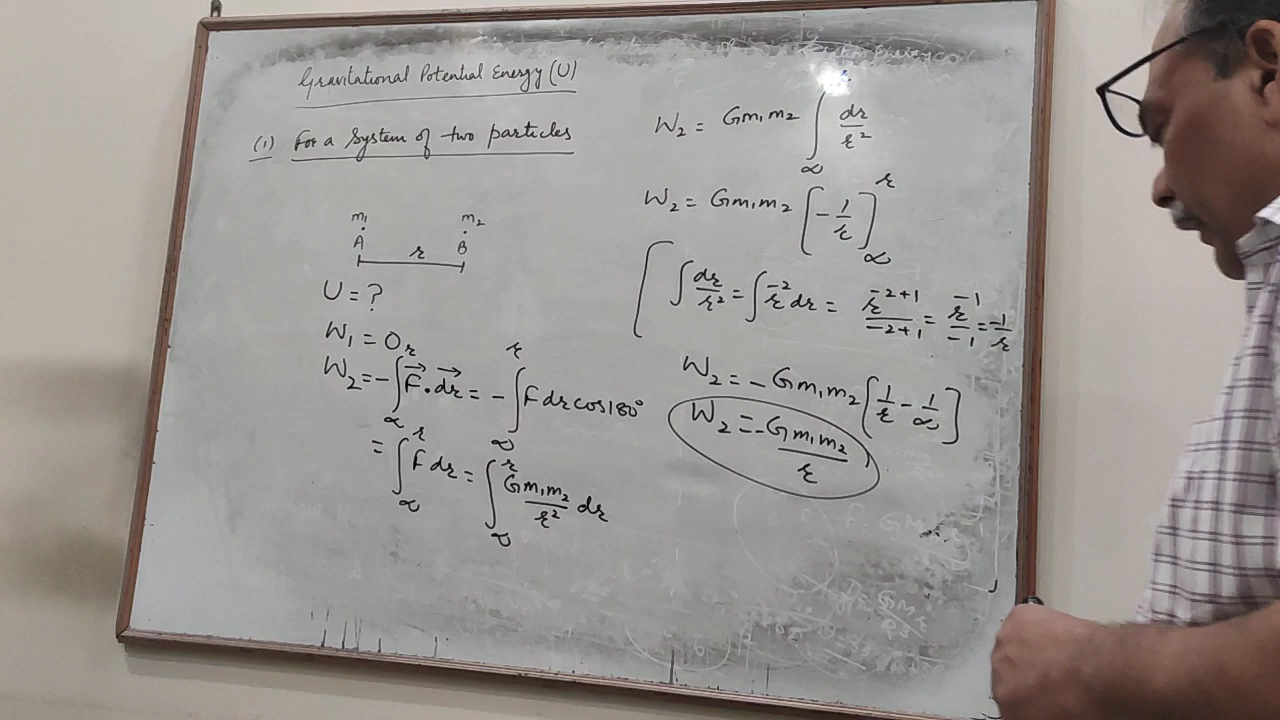 Gravitational Potential Energy (U)
(1) For a System of two particles
m₁ m₂
A B
r
U = ?
W₁ = 0
W₂ = -∫_∞^r F⃗ . dr⃗ = -∫_∞^r F dr cos180°
= ∫_∞^r F dr = ∫_∞^r Gm₁m₂/r² dr
W₂ = Gm₁m₂ ∫_∞^r dr/r²
W₂ = Gm₁m₂ [-1/r]_∞^r
[∫ dr/r² = ∫ r⁻² dr = r⁻²⁺¹/-2+1 = r⁻¹/-1 = -1/r
W₂ = -Gm₁m₂ [1/r - 1/∞]
W₂ = -Gm₁m₂/r